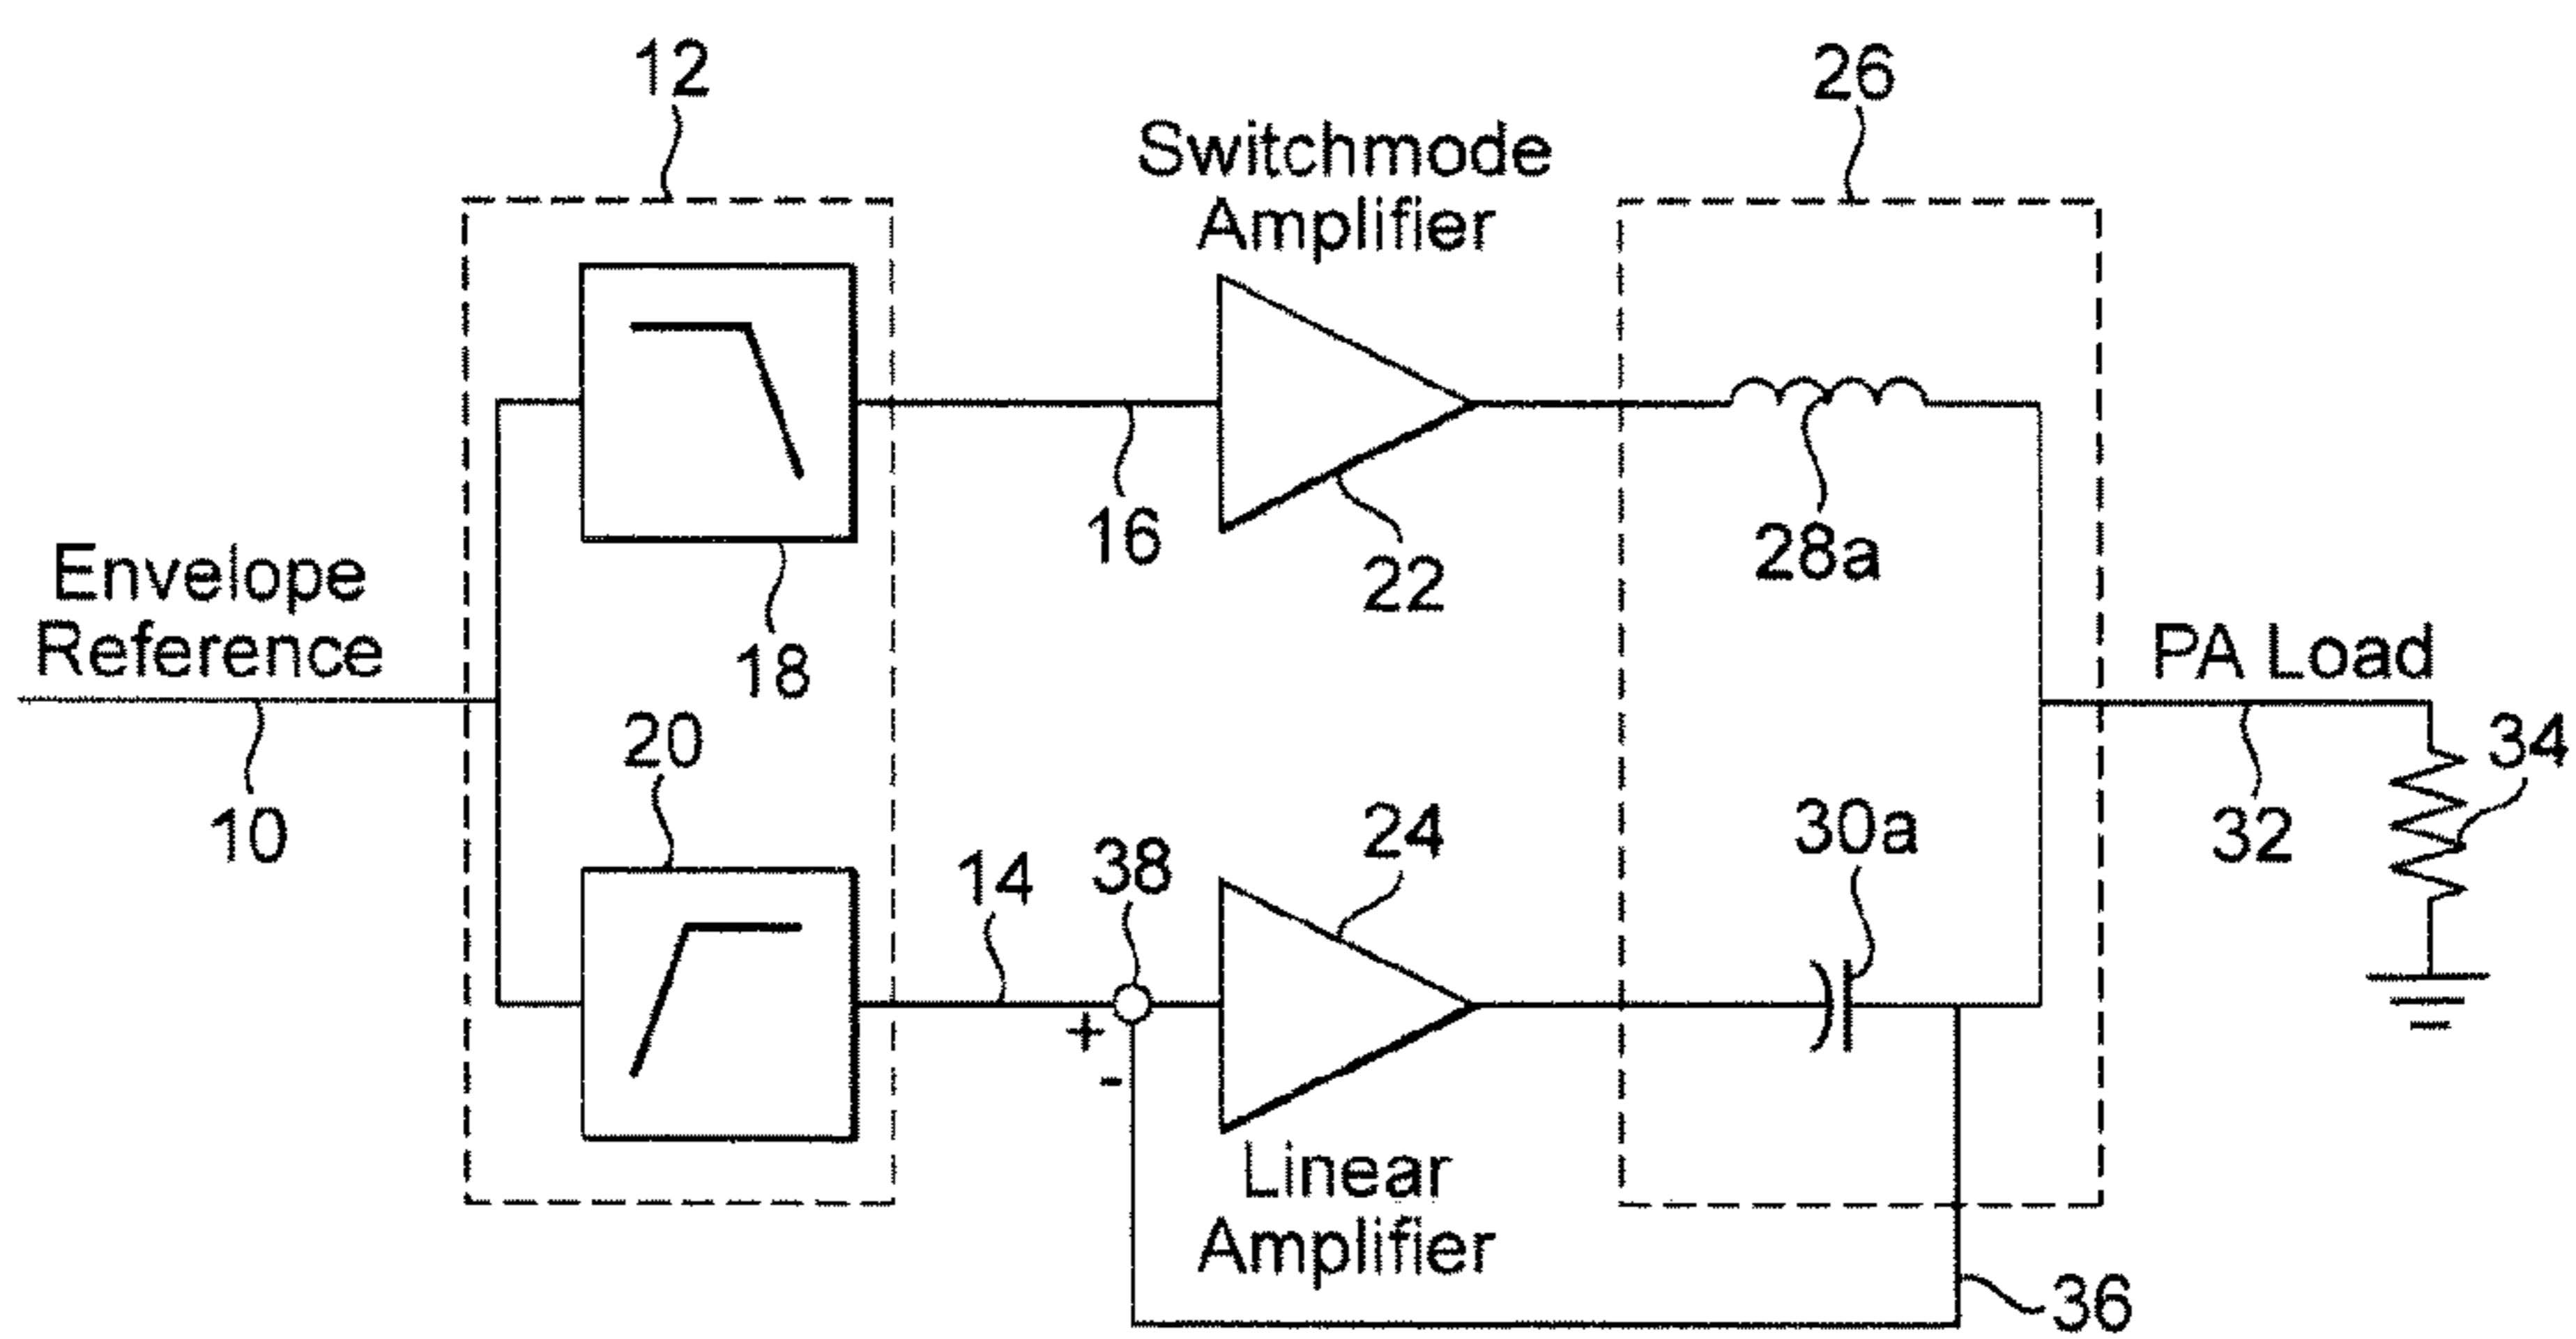 12
26
Switchmode
Amplifier
16
22
28a
Envelope
Reference
18
PA Load
10
20
34
32
14
38
24
30a
+
-
Linear
Amplifier
36